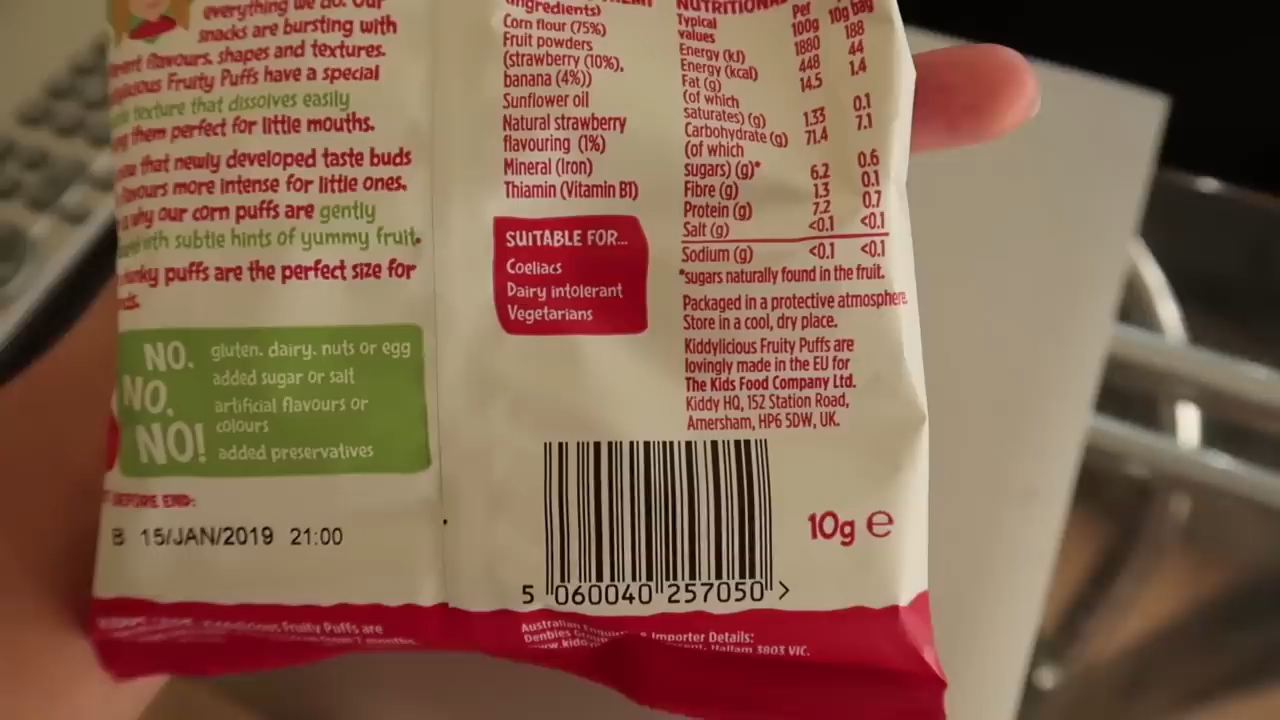 everything we do. Our
snacks are bursting with
flavours, shapes and textures.
Fruity Puffs have a special
texture that dissolves easily
them perfect for little mouths.
that newly developed taste buds
flavours more intense for little ones,
why our corn puffs are gently
with subtle hints of yummy fruit.
puffs are the perfect size for
NO. gluten. dairy. nuts or egg
NO. added sugar or salt
artificial flavours or
colours
NO! added preservatives
BEFORE END:
B 15/JAN/2019 21:00
Fruity Puffs are
ingredients)
Corn flour (75%)
Fruit powders
(strawberry (10%),
banana (4%))
Sunflower oil
Natural strawberry
flavouring (1%)
Mineral (Iron)
Thiamin (Vitamin B1)
SUITABLE FOR...
Coeliacs
Dairy intolerant
Vegetarians
Typical values Per 100g 10g bag
Energy (kJ) 1880 188
Energy (kcal) 448 44
Fat (g) 14.5 1.4
(of which
saturates) (g) 1.33 0.1
Carbohydrate (g) 71.4 7.1
(of which
sugars) (g)* 6.2 0.6
Fibre (g) 1.3 0.1
Protein (g) 7.2 0.7
Salt (g) <0.1 <0.1
Sodium (g) <0.1 <0.1
*sugars naturally found in the fruit.
Packaged in a protective atmosphere.
Store in a cool, dry place.
Kiddylicious Fruity Puffs are
lovingly made in the EU for
The Kids Food Company Ltd.
Kiddy HQ, 152 Station Road,
Amersham, HP6 5DW, UK.
10g e
5 060040 257050 >
Australian & Importer Details:
Denbies Hallam 3803 VIC.